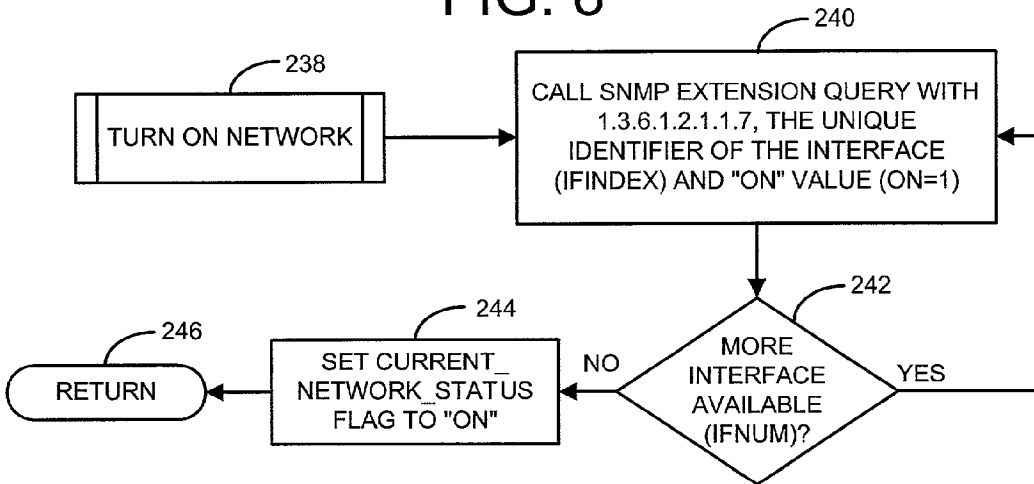 FIG. 6
238
TURN ON NETWORK
240
CALL SNMP EXTENSION QUERY WITH
1.3.6.1.2.1.1.7, THE UNIQUE
IDENTIFIER OF THE INTERFACE
(IFINDEX) AND "ON" VALUE (ON=1)
242
MORE
INTERFACE
AVAILABLE
(IFNUM)?
YES
NO
244
SET CURRENT_
NETWORK_STATUS
FLAG TO "ON"
246
RETURN